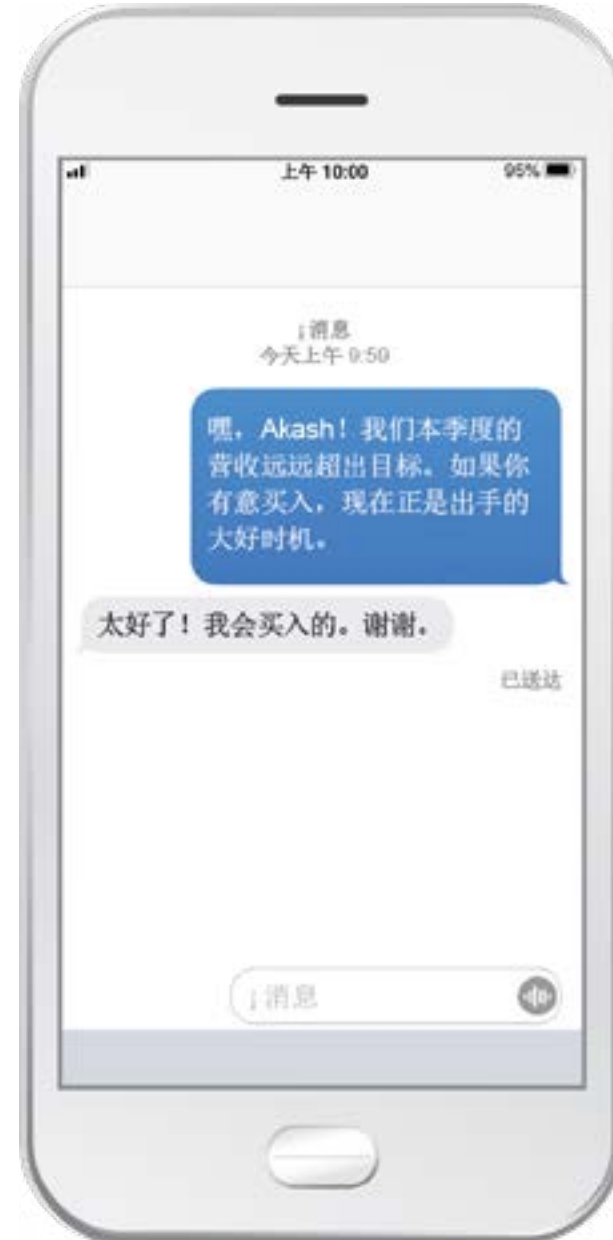 上午 10:00
95%
¡消息
今天上午 9:50
嘿，Akash！我们本季度的
营收远远超出目标。如果你
有意买入，现在正是出手的
大好时机。
太好了！我会买入的。谢谢。
已送达
¡消息